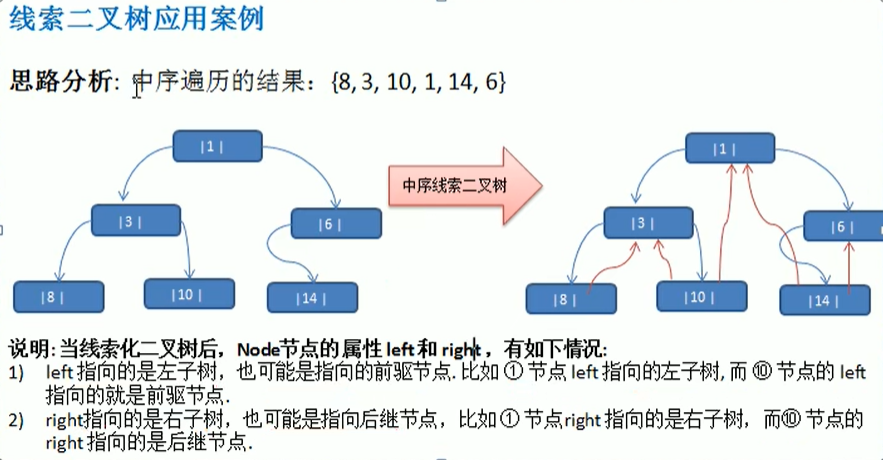 线索二叉树应用案例
思路分析: 中序遍历的结果：{8, 3, 10, 1, 14, 6}
|1 |
|3 |
|6 |
|8 |
|10 |
|14 |
中序线索二叉树
|1 |
|3 |
|6 |
|8 |
|10 |
|14 |
说明: 当线索化二叉树后，Node节点的属性 left 和 right ，有如下情况:
1) left 指向的是左子树，也可能是指向的前驱节点. 比如 ① 节点 left 指向的左子树, 而 ⑩ 节点的 left
指向的就是前驱节点.
2) right指向的是右子树，也可能是指向后继节点，比如 ① 节点right 指向的是右子树，而⑩ 节点的
right 指向的是后继节点.